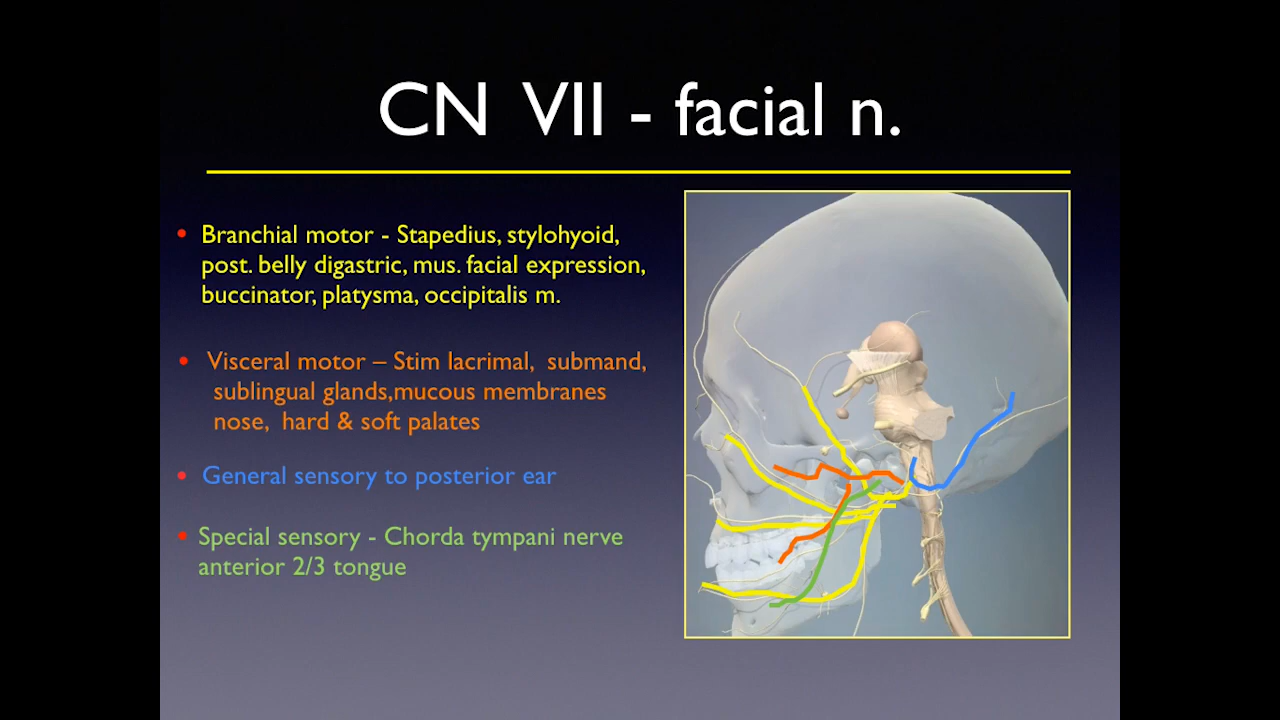 CN VII - facial n.
• Branchial motor - Stapedius, stylohyoid,
post. belly digastric, mus. facial expression,
buccinator, platysma, occipitalis m.
• Visceral motor – Stim lacrimal, submand,
sublingual glands,mucous membranes
nose, hard & soft palates
• General sensory to posterior ear
• Special sensory - Chorda tympani nerve
anterior 2/3 tongue